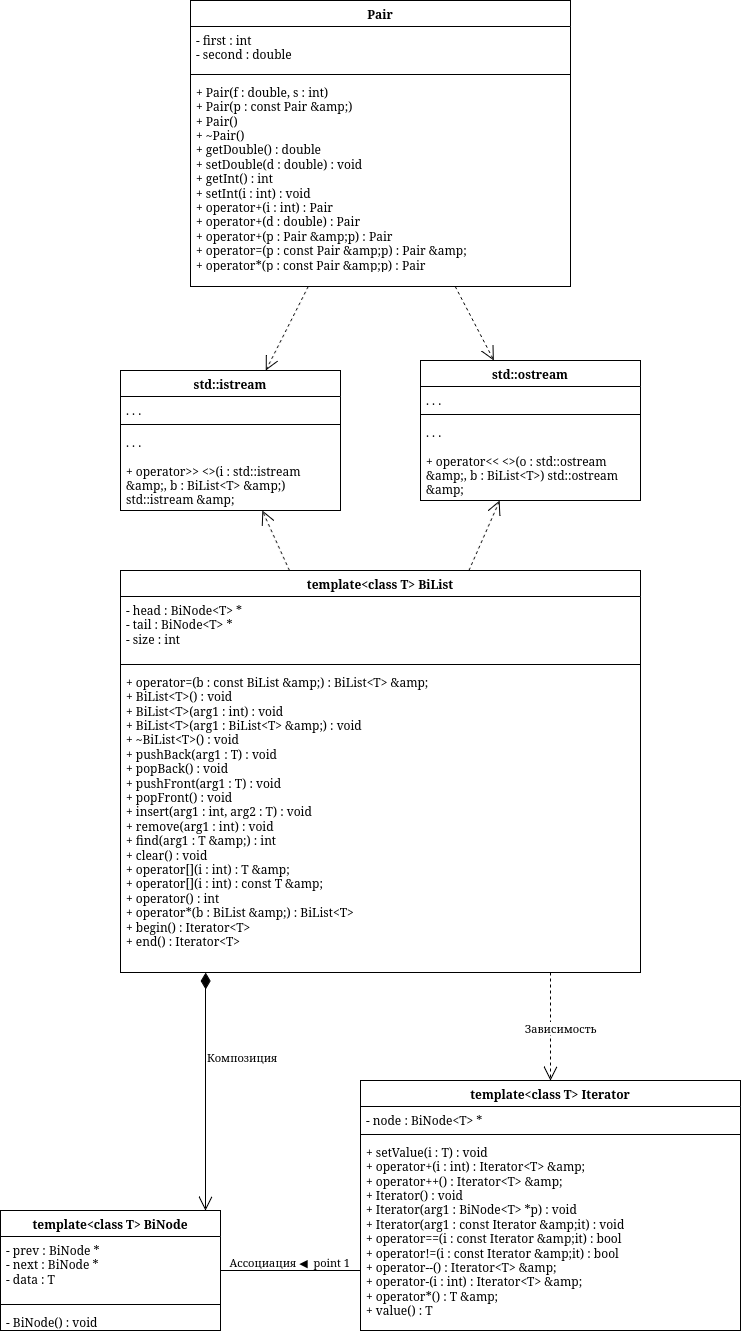 Pair
- first : int
- second : double
+ Pair(f : double, s : int)
+ Pair(p : const Pair &amp;)
+ Pair()
+ ~Pair()
+ getDouble() : double
+ setDouble(d : double) : void
+ getInt() : int
+ setInt(i : int) : void
+ operator+(i : int) : Pair
+ operator+(d : double) : Pair
+ operator+(p : Pair &amp;p) : Pair
+ operator=(p : const Pair &amp;p) : Pair &amp;
+ operator*(p : const Pair &amp;p) : Pair
std::istream
. . .
. . .
+ operator>> <>(i : std::istream
&amp;, b : BiList<T> &amp;)
std::istream &amp;
std::ostream
. . .
. . .
+ operator<< <>(o : std::ostream
&amp;, b : BiList<T>) std::ostream
&amp;
template<class T> BiList
- head : BiNode<T> *
- tail : BiNode<T> *
- size : int
+ operator=(b : const BiList &amp;) : BiList<T> &amp;
+ BiList<T>() : void
+ BiList<T>(arg1 : int) : void
+ BiList<T>(arg1 : BiList<T> &amp;) : void
+ ~BiList<T>() : void
+ pushBack(arg1 : T) : void
+ popBack() : void
+ pushFront(arg1 : T) : void
+ popFront() : void
+ insert(arg1 : int, arg2 : T) : void
+ remove(arg1 : int) : void
+ find(arg1 : T &amp;) : int
+ clear() : void
+ operator[](i : int) : T &amp;
+ operator[](i : int) : const T &amp;
+ operator() : int
+ operator*(b : BiList &amp;) : BiList<T>
+ begin() : Iterator<T>
+ end() : Iterator<T>
Зависимость
Композиция
template<class T> Iterator
- node : BiNode<T> *
+ setValue(i : T) : void
+ operator+(i : int) : Iterator<T> &amp;
+ operator++() : Iterator<T> &amp;
+ Iterator() : void
+ Iterator(arg1 : BiNode<T> *p) : void
+ Iterator(arg1 : const Iterator &amp;it) : void
+ operator==(i : const Iterator &amp;it) : bool
+ operator!=(i : const Iterator &amp;it) : bool
+ operator--() : Iterator<T> &amp;
+ operator-(i : int) : Iterator<T> &amp;
+ operator*() : T &amp;
+ value() : T
template<class T> BiNode
- prev : BiNode *
- next : BiNode *
- data : T
- BiNode() : void
Ассоциация ◀ point 1